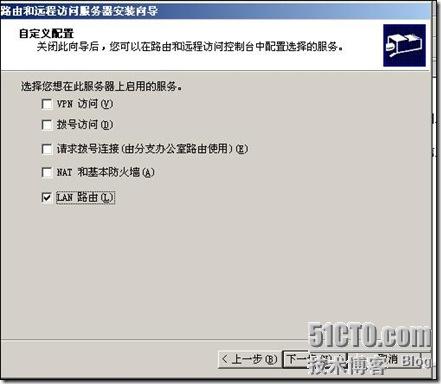 路由和远程访问服务器安装向导
自定义配置
关闭此向导后，您可以在路由和远程访问控制台中配置选择的服务。
选择您想在此服务器上启用的服务。
VPN 访问(V)
拨号访问(D)
请求拨号连接(由分支办公室路由使用)(E)
NAT 和基本防火墙(A)
LAN 路由(L)
< 上一步(B)
下一步
取消
51CTO.com
技术博客 Blog